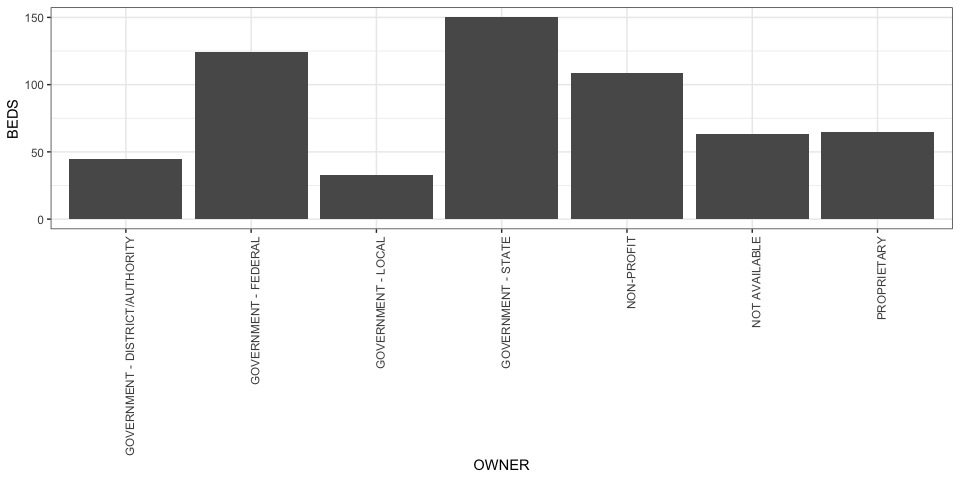 BEDS
150
100
50
0
GOVERNMENT - DISTRICT/AUTHORITY
GOVERNMENT - FEDERAL
GOVERNMENT - LOCAL
GOVERNMENT - STATE
NON-PROFIT
NOT AVAILABLE
PROPRIETARY
OWNER